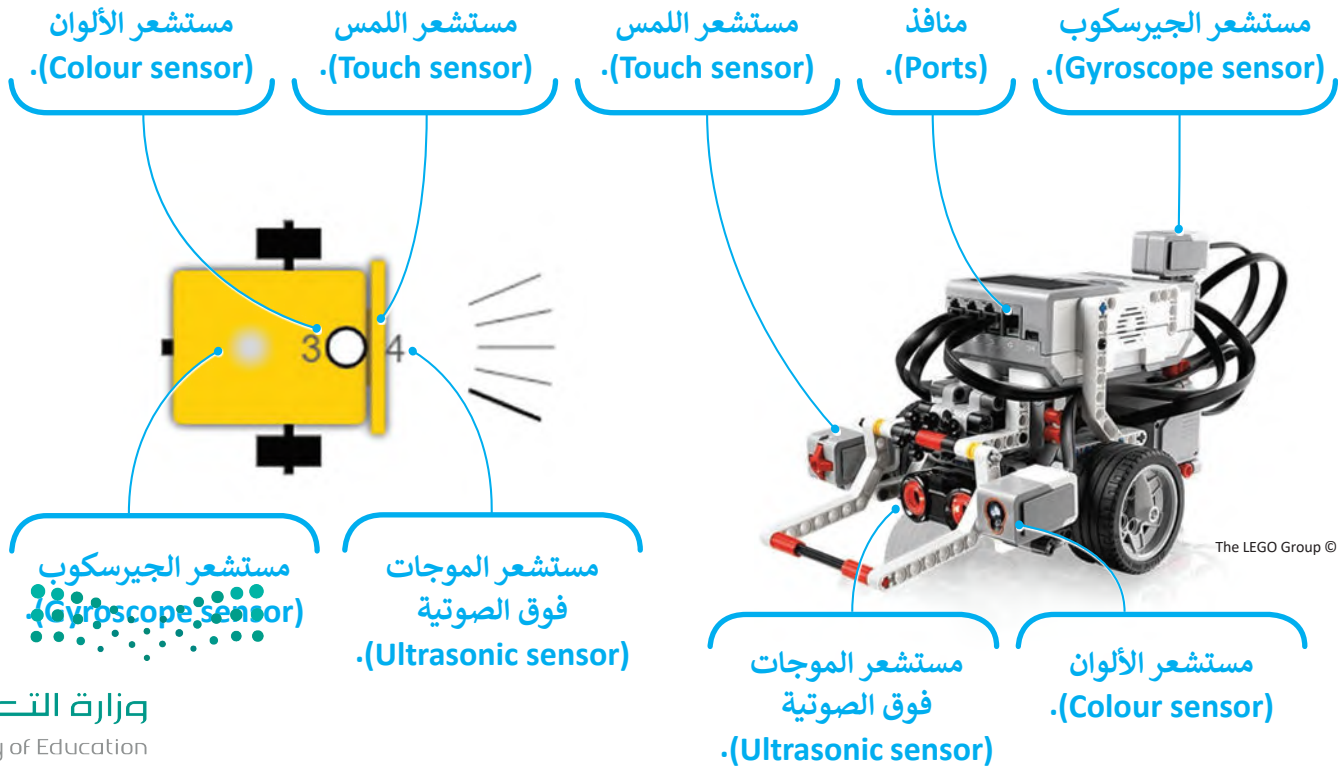 مستشعر الجيرسكوب
(Gyroscope sensor).
منافذ
(Ports).
مستشعر اللمس
(Touch sensor).
مستشعر اللمس
(Touch sensor).
مستشعر الألوان
(Colour sensor).
3
4
The LEGO Group ©
مستشعر الألوان
(Colour sensor).
مستشعر الموجات
فوق الصوتية
(Ultrasonic sensor).
مستشعر الموجات
فوق الصوتية
(Ultrasonic sensor).
مستشعر الجيرسكوب
(Gyroscope sensor).
وزارة التـ
of Education